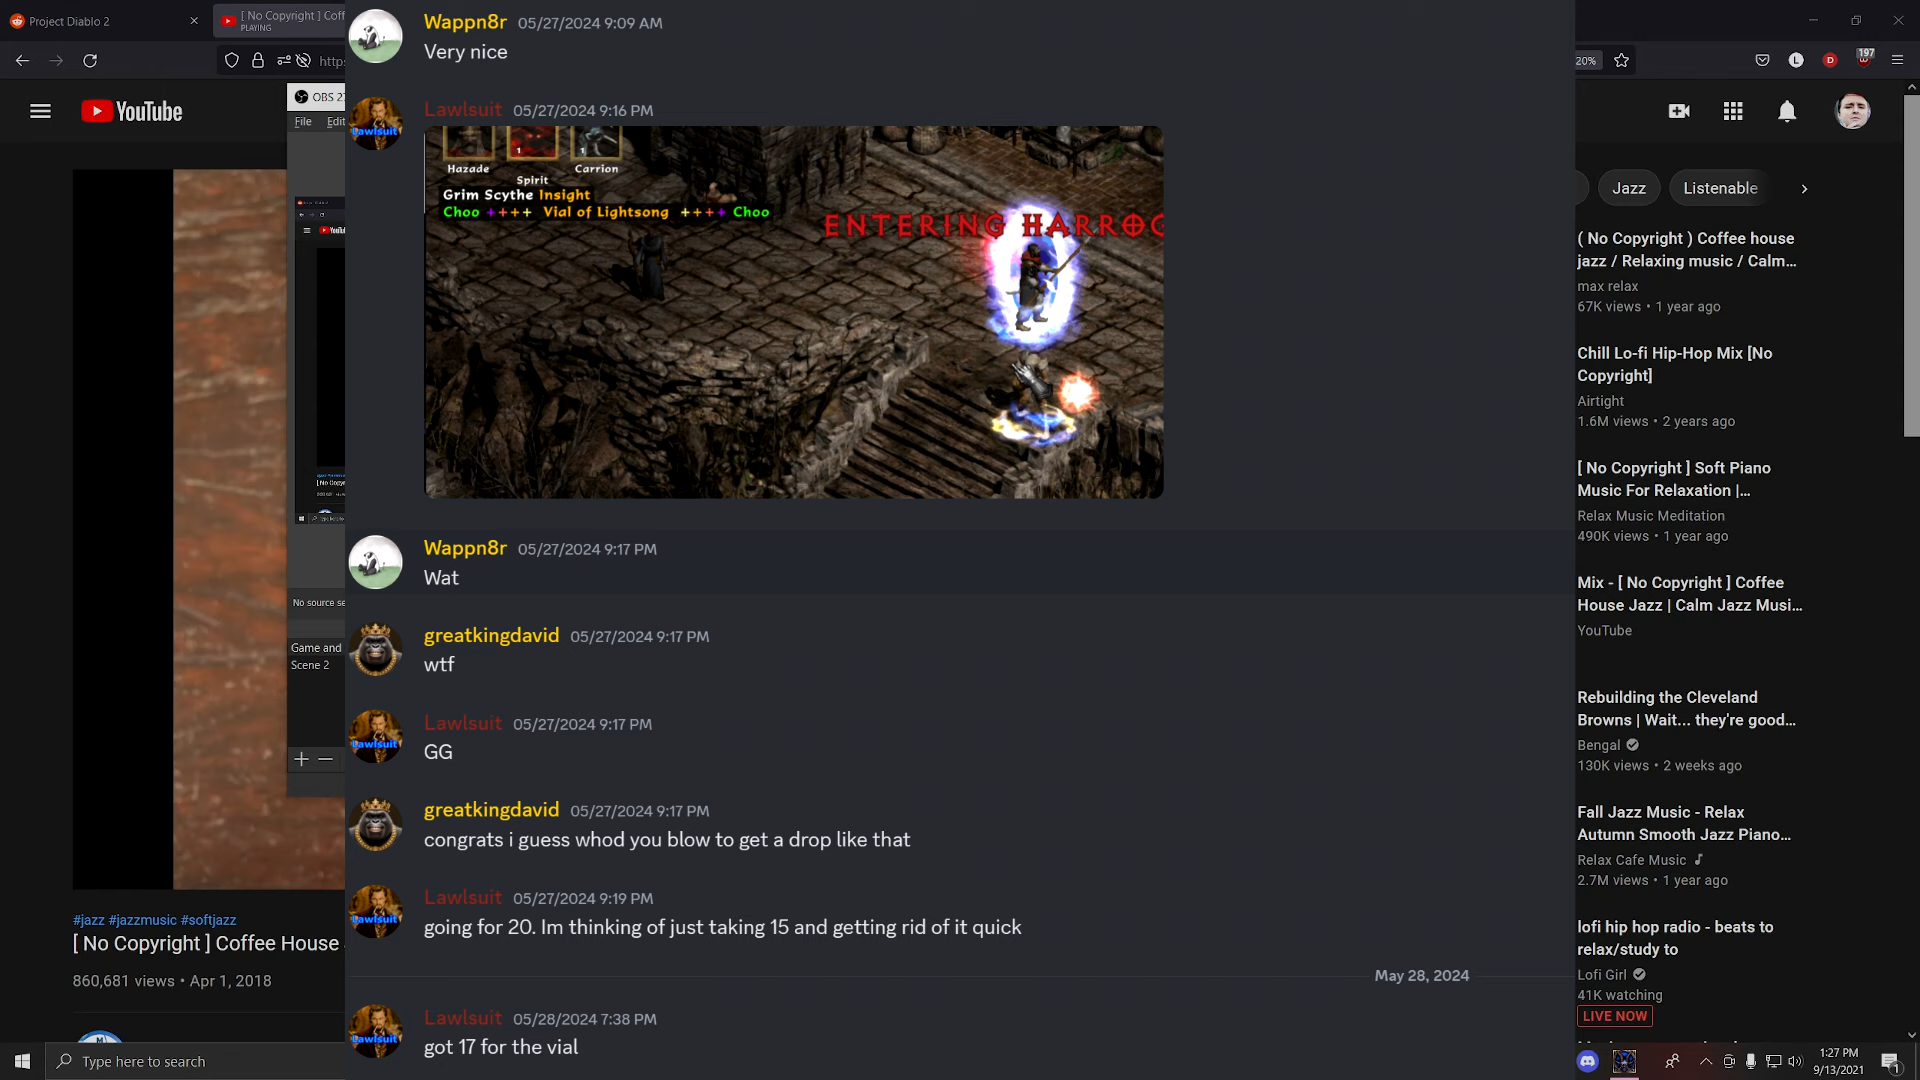 Project Diablo 2
[ No Copyright ] Coff
PLAYING
https
20%
197
YouTube
OBS 2
File Edit
No source se
Game and
Scene 2
#jazz #jazzmusic #softjazz
[ No Copyright ] Coffee House
860,681 views • Apr 1, 2018
Wappn8r 05/27/2024 9:09 AM
Very nice
Lawlsuit 05/27/2024 9:16 PM
Hazade Spirit Carrion
Grim Scythe Insight
Choo ++++ Vial of Lightsong ++++ Choo
ENTERING HARROG
Wappn8r 05/27/2024 9:17 PM
Wat
greatkingdavid 05/27/2024 9:17 PM
wtf
Lawlsuit 05/27/2024 9:17 PM
GG
greatkingdavid 05/27/2024 9:17 PM
congrats i guess whod you blow to get a drop like that
Lawlsuit 05/27/2024 9:19 PM
going for 20. Im thinking of just taking 15 and getting rid of it quick
May 28, 2024
Lawlsuit 05/28/2024 7:38 PM
got 17 for the vial
Jazz
Listenable
( No Copyright ) Coffee house
jazz / Relaxing music / Calm...
max relax
67K views • 1 year ago
Chill Lo-fi Hip-Hop Mix [No
Copyright]
Airtight
1.6M views • 2 years ago
[ No Copyright ] Soft Piano
Music For Relaxation |...
Relax Music Meditation
490K views • 1 year ago
Mix - [ No Copyright ] Coffee
House Jazz | Calm Jazz Musi...
YouTube
Rebuilding the Cleveland
Browns | Wait... they're good...
Bengal
130K views • 2 weeks ago
Fall Jazz Music - Relax
Autumn Smooth Jazz Piano...
Relax Cafe Music
2.7M views • 1 year ago
lofi hip hop radio - beats to
relax/study to
Lofi Girl
41K watching
LIVE NOW
Type here to search
1:27 PM
9/13/2021